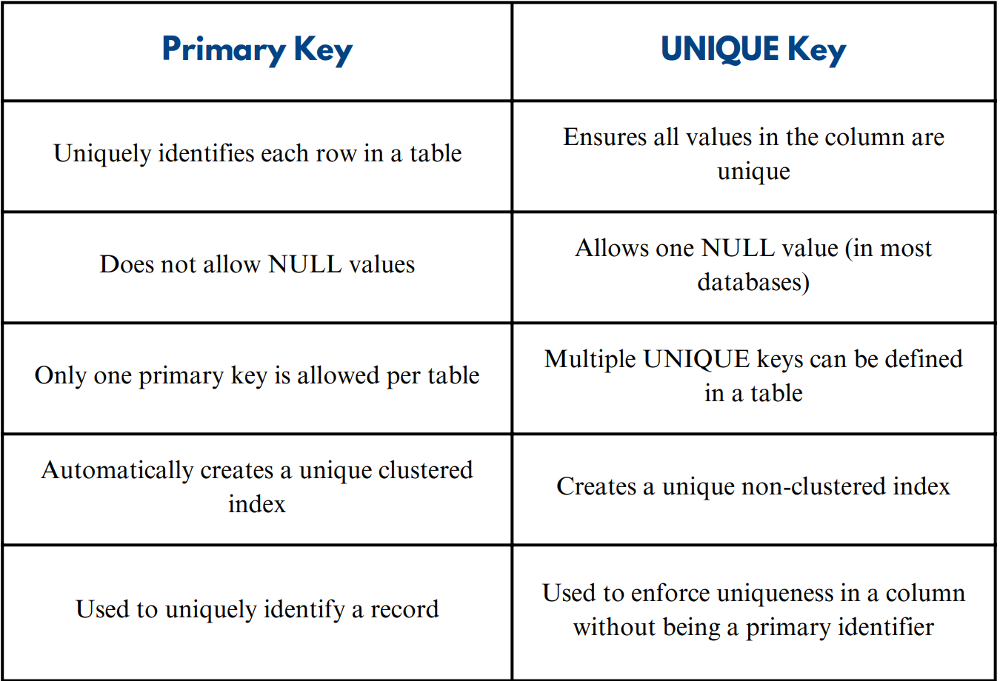 Primary Key
UNIQUE Key
Uniquely identifies each row in a table
Ensures all values in the column are
unique
Does not allow NULL values
Allows one NULL value (in most
databases)
Only one primary key is allowed per table
Multiple UNIQUE keys can be defined
in a table
Automatically creates a unique clustered
index
Creates a unique non-clustered index
Used to uniquely identify a record
Used to enforce uniqueness in a column
without being a primary identifier